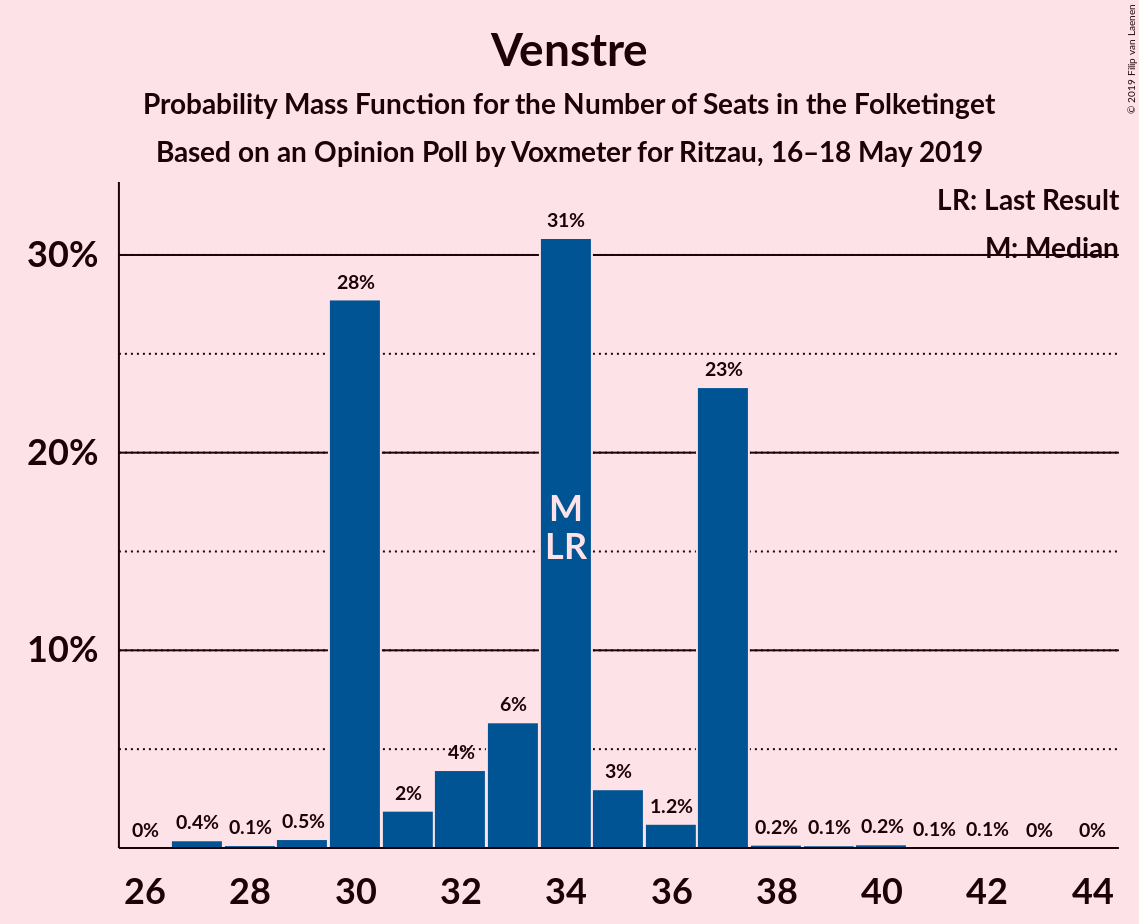 Venstre
Probability Mass Function for the Number of Seats in the Folketinget
Based on an Opinion Poll by Voxmeter for Ritzau, 16–18 May 2019
© 2019 Filip van Laenen
LR: Last Result
M: Median
30%
20%
10%
0%
0.4%
0.1%
0.5%
28%
2%
4%
6%
31%
M
LR
3%
1.2%
23%
0.2%
0.1%
0.2%
0.1%
0.1%
0%
0%
26 28 30 32 34 36 38 40 42 44